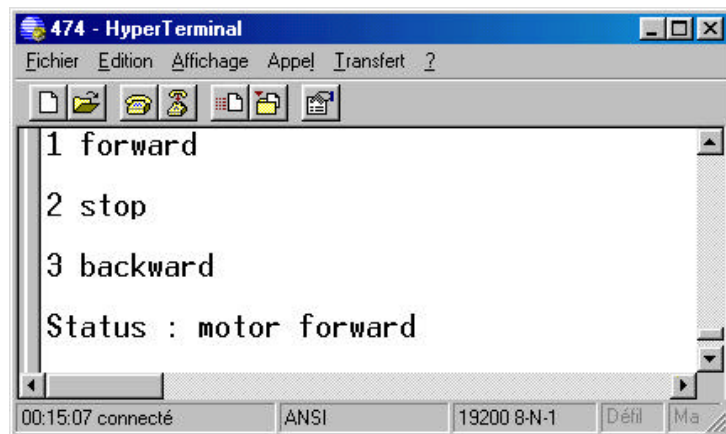 474 - HyperTerminal
Fichier Edition Affichage Appel Transfert ?
1 forward
2 stop
3 backward
Status : motor forward
00:15:07 connecté ANSI 19200 8-N-1 Défil Ma